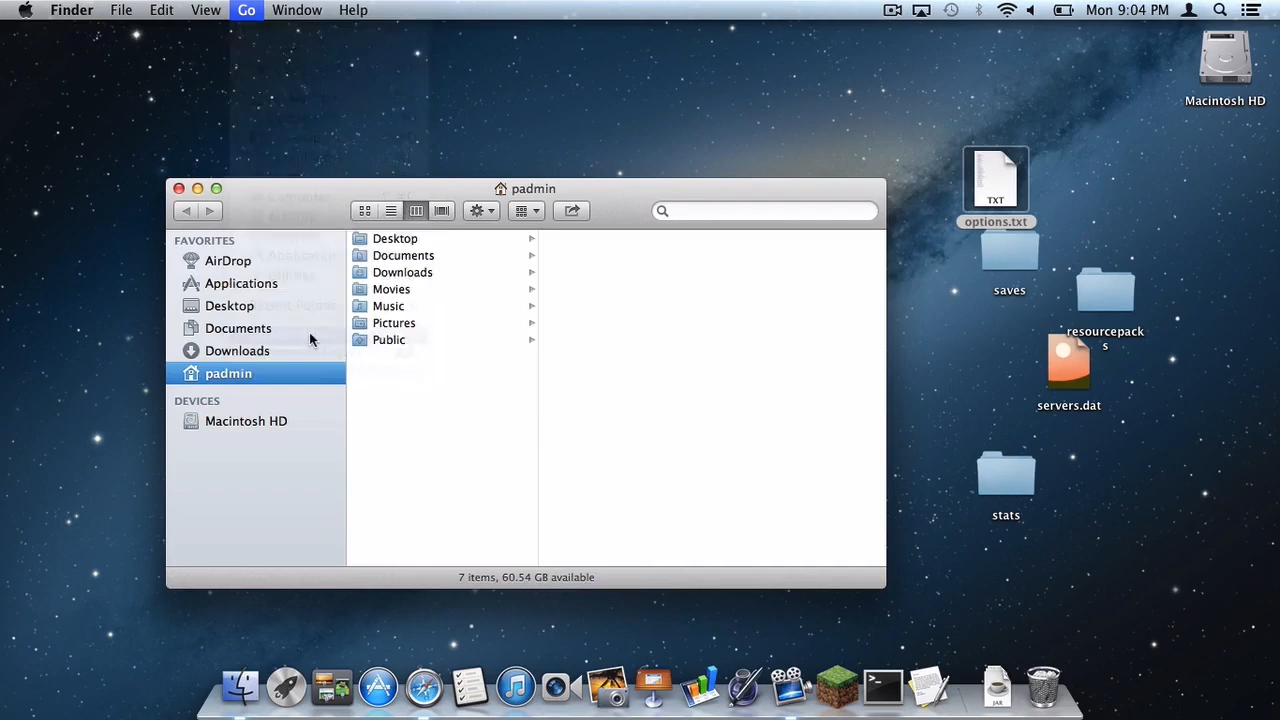 Finder File Edit View Go Window Help Mon 9:04 PM
Macintosh HD
TXT
options.txt
saves
resourcepack
s
servers.dat
stats
padmin
FAVORITES
AirDrop
Applications
Desktop
Documents
Downloads
padmin
DEVICES
Macintosh HD
Desktop
Documents
Downloads
Movies
Music
Pictures
Public
7 items, 60.54 GB available
JAR